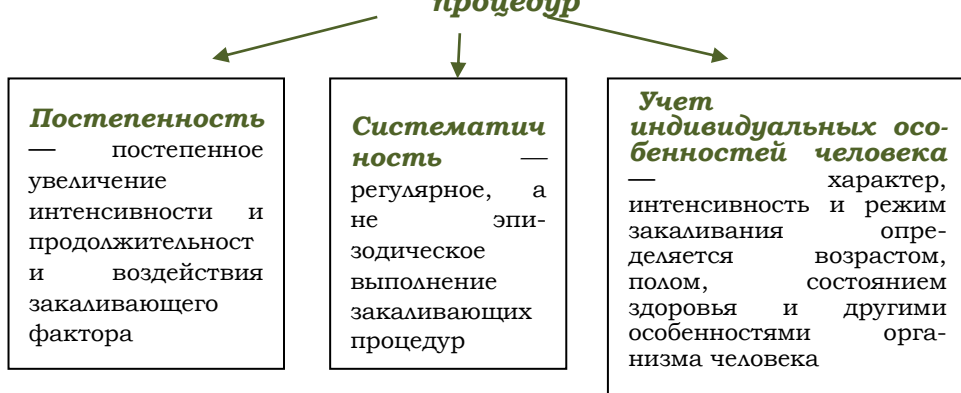 процедур
Постепенность
— постепенное
увеличение
интенсивности и
продолжительност
и воздействия
закаливающего
фактора
Систематич
ность —
регулярное, а
не эпи-
зодическое
выполнение
закаливающих
процедур
Учет
индивидуальных осо-
бенностей человека
— характер,
интенсивность и режим
закаливания опре-
деляется возрастом,
полом, состоянием
здоровья и другими
особенностями орга-
низма человека